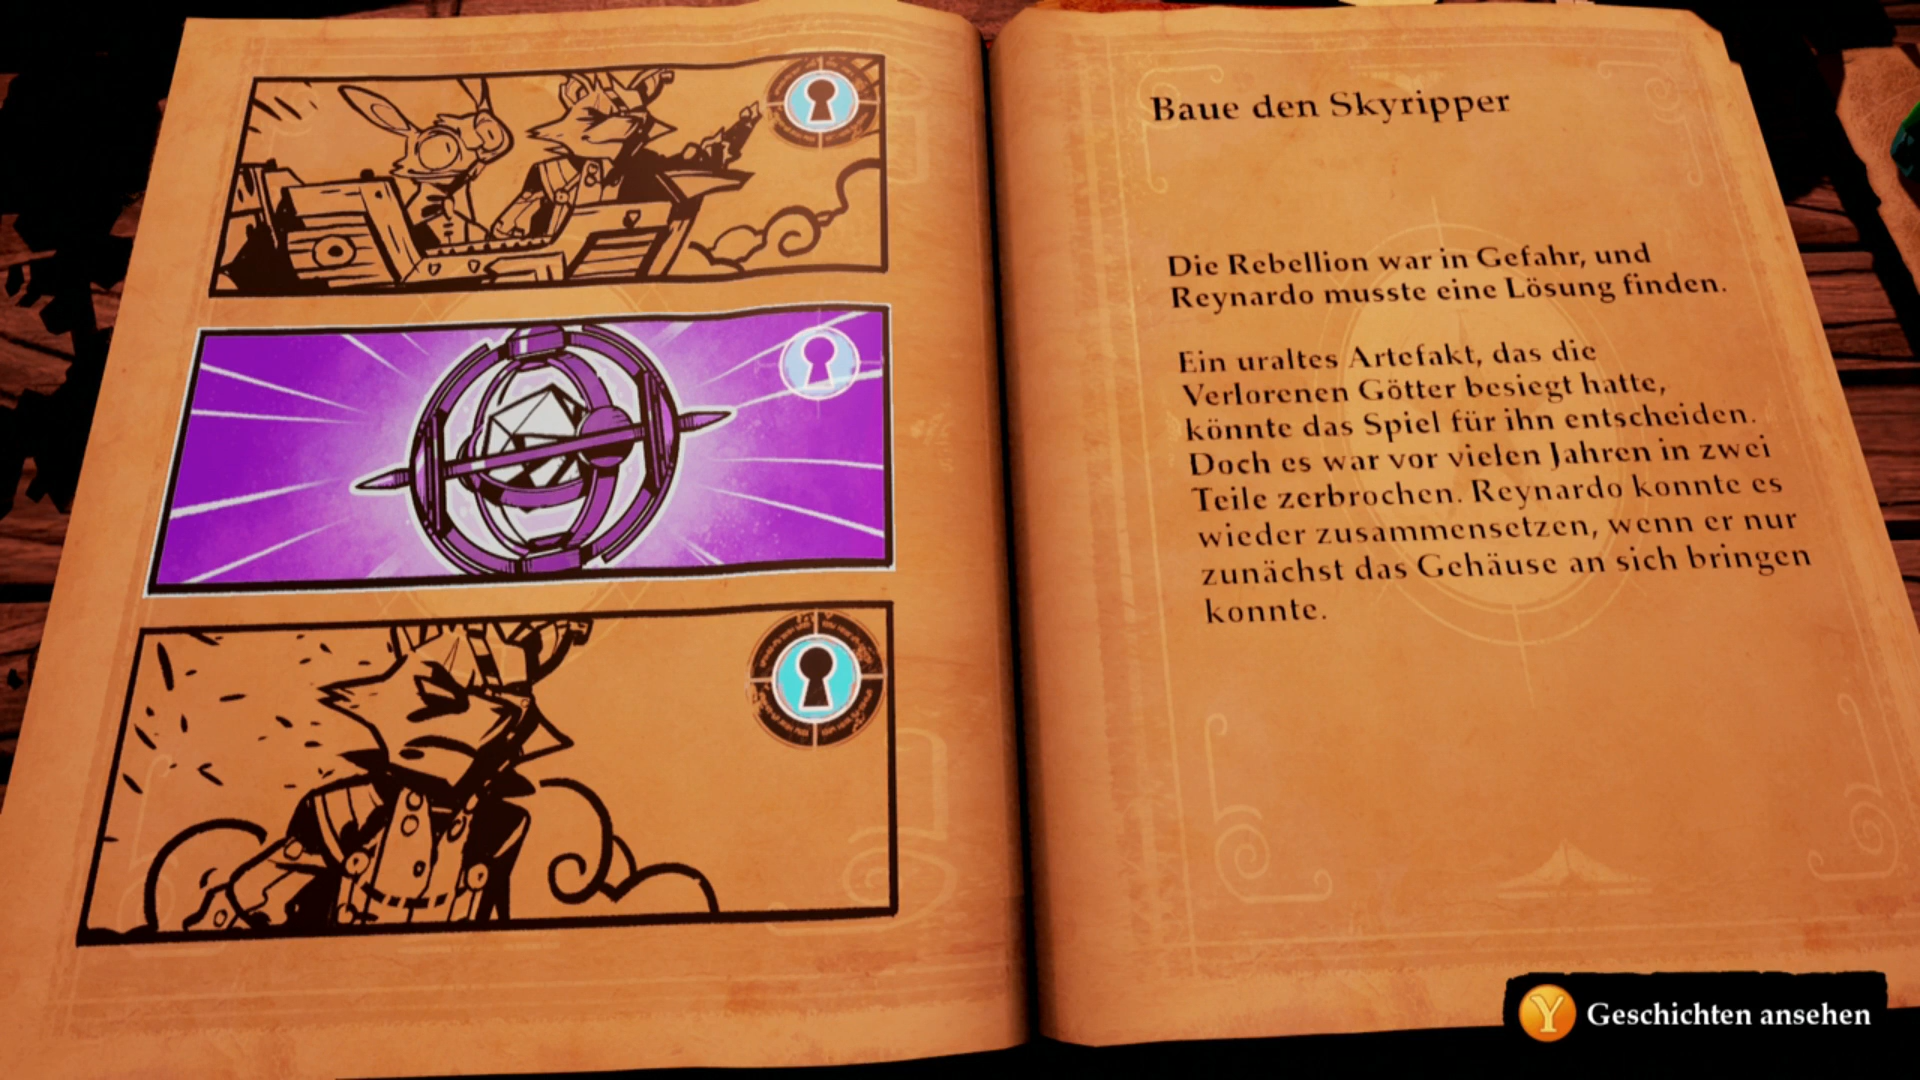 Baue den Skyripper
Die Rebellion war in Gefahr, und
Reynardo musste eine Lösung finden.
Ein uraltes Artefakt, das die
Verlorenen Götter besiegt hatte,
könnte das Spiel für ihn entscheiden.
Doch es war vor vielen Jahren in zwei
Teile zerbrochen. Reynardo konnte es
wieder zusammensetzen, wenn er nur
zunächst das Gehäuse an sich bringen
konnte.
Y Geschichten ansehen